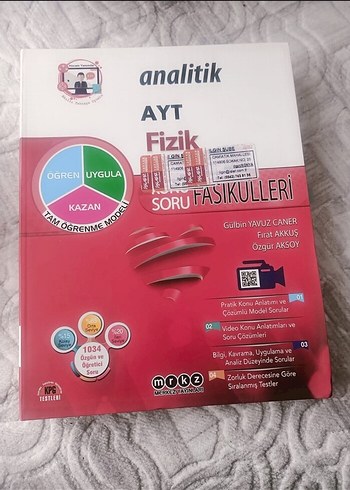 analitik
AYT
Fizik
SORU FASİKÜLLERİ
ÖĞREN UYGULA
KAZAN
TAM ÖĞRENME MODELİ
Gülbin YAVUZ CANER
Fırat AKKUŞ
Özgür AKSOY
Pratik Konu Anlatımı ve 01
Çözümlü Model Sorular
02 Video Konu Anlatımları ve
Soru Çözümleri
Bilgi, Kavrama, Uygulama ve 03
Analiz Düzeyinde Sorular
04 Zorluk Derecesine Göre
Sıralanmış Testler
1034
Özgün ve
Öğretici
Soru
KPG
TESTLERİ
mrkz